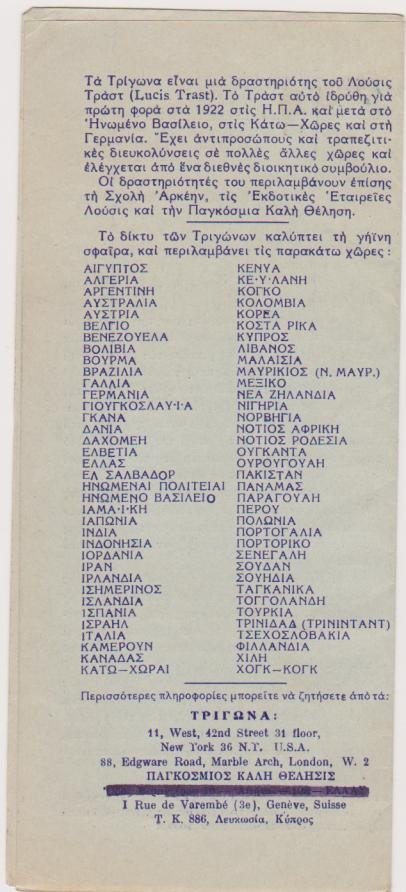 Τὰ Τρίγωνα εἶναι μιὰ δραστηριότης τοῦ Λούσις
Τράστ (Lucis Trast). Τὸ Τράστ αὐτὸ ἱδρύθη γιὰ
πρώτη φορὰ στὰ 1922 στὶς Η.Π.Α. καὶ μετὰ στὸ
Ἡνωμένο Βασίλειο, στὶς Κάτω—Χῶρες καὶ στὴ
Γερμανία. Ἔχει ἀντιπροσώπους καὶ τραπεζιτι-
κὲς διευκολύνσεις σὲ πολλὲς ἄλλες χῶρες καὶ
ἐλέγχεται ἀπὸ ἕνα διεθνὲς διοικητικὸ συμβούλιο.
Οἱ δραστηριότητές του περιλαμβάνουν ἐπίσης
τὴ Σχολὴ Ἀρκέην, τὶς Ἐκδοτικὲς Ἑταιρεῖες
Λούσις καὶ τὴν Παγκόσμια Καλὴ Θέληση.
Τὸ δίκτυ τῶν Τριγώνων καλύπτει τὴ γήϊνη
σφαῖρα, καὶ περιλαμβάνει τὶς παρακάτω χῶρες :
ΑΙΓΥΠΤΟΣ
ΑΛΓΕΡΙΑ
ΑΡΓΕΝΤΙΝΗ
ΑΥΣΤΡΑΛΙΑ
ΑΥΣΤΡΙΑ
ΒΕΛΓΙΟ
ΒΕΝΕΖΟΥΕΛΑ
ΒΟΛΙΒΙΑ
ΒΟΥΡΜΑ
ΒΡΑΖΙΛΙΑ
ΓΑΛΛΙΑ
ΓΕΡΜΑΝΙΑ
ΓΙΟΥΓΚΟΣΛΑΥ·Ι·Α
ΓΚΑΝΑ
ΔΑΝΙΑ
ΔΑΧΟΜΕΗ
ΕΛΒΕΤΙΑ
ΕΛΛΑΣ
ΕΛ ΣΑΛΒΑΔΟΡ
ΗΝΩΜΕΝΑΙ ΠΟΛΙΤΕΙΑΙ
ΗΝΩΜΕΝΟ ΒΑΣΙΛΕΙΟ
ΙΑΜΑ·Ι·ΚΗ
ΙΑΠΩΝΙΑ
ΙΝΔΙΑ
ΙΝΔΟΝΗΣΙΑ
ΙΟΡΔΑΝΙΑ
ΙΡΑΝ
ΙΡΛΑΝΔΙΑ
ΙΣΗΜΕΡΙΝΟΣ
ΙΣΛΑΝΔΙΑ
ΙΣΠΑΝΙΑ
ΙΣΡΑΗΛ
ΙΤΑΛΙΑ
ΚΑΜΕΡΟΥΝ
ΚΑΝΑΔΑΣ
ΚΑΤΩ—ΧΩΡΑΙ
ΚΕΝΥΑ
ΚΕ·Υ·ΛΑΝΗ
ΚΟΓΚΟ
ΚΟΛΟΜΒΙΑ
ΚΟΡΕΑ
ΚΟΣΤΑ ΡΙΚΑ
ΚΥΠΡΟΣ
ΛΙΒΑΝΟΣ
ΜΑΛΑΙΣΙΑ
ΜΑΥΡΙΚΙΟΣ (Ν. ΜΑΥΡ.)
ΜΕΞΙΚΟ
ΝΕΑ ΖΗΛΑΝΔΙΑ
ΝΙΓΗΡΙΑ
ΝΟΡΒΗΓΙΑ
ΝΟΤΙΟΣ ΑΦΡΙΚΗ
ΝΟΤΙΟΣ ΡΟΔΕΣΙΑ
ΟΥΓΚΑΝΤΑ
ΟΥΡΟΥΓΟΥΑΗ
ΠΑΚΙΣΤΑΝ
ΠΑΝΑΜΑΣ
ΠΑΡΑΓΟΥΑΗ
ΠΕΡΟΥ
ΠΟΛΩΝΙΑ
ΠΟΡΤΟΓΑΛΙΑ
ΠΟΡΤΟΡΙΚΟ
ΣΕΝΕΓΑΛΗ
ΣΟΥΔΑΝ
ΣΟΥΗΔΙΑ
ΤΑΓΚΑΝΙΚΑ
ΤΟΓΓΟΛΑΝΔΗ
ΤΟΥΡΚΙΑ
ΤΡΙΝΙΔΑΔ (ΤΡΙΝΙΝΤΑΝΤ)
ΤΣΕΧΟΣΛΟΒΑΚΙΑ
ΦΙΛΛΑΝΔΙΑ
ΧΙΛΗ
ΧΟΓΚ—ΚΟΓΚ
Περισσότερες πληροφορίες μπορεῖτε νὰ ζητήσετε ἀπὸ τά:
ΤΡΙΓΩΝΑ:
11, West, 42nd Street 31 floor,
New York 36 N.Y. U.S.A.
88, Edgware Road, Marble Arch, London, W. 2
ΠΑΓΚΟΣΜΙΟΣ ΚΑΛΗ ΘΕΛΗΣΙΣ
ΕΛΛΑΣ
1 Rue de Varembé (3e), Genève, Suisse
Τ. Κ. 886, Λευκωσία, Κύπρος